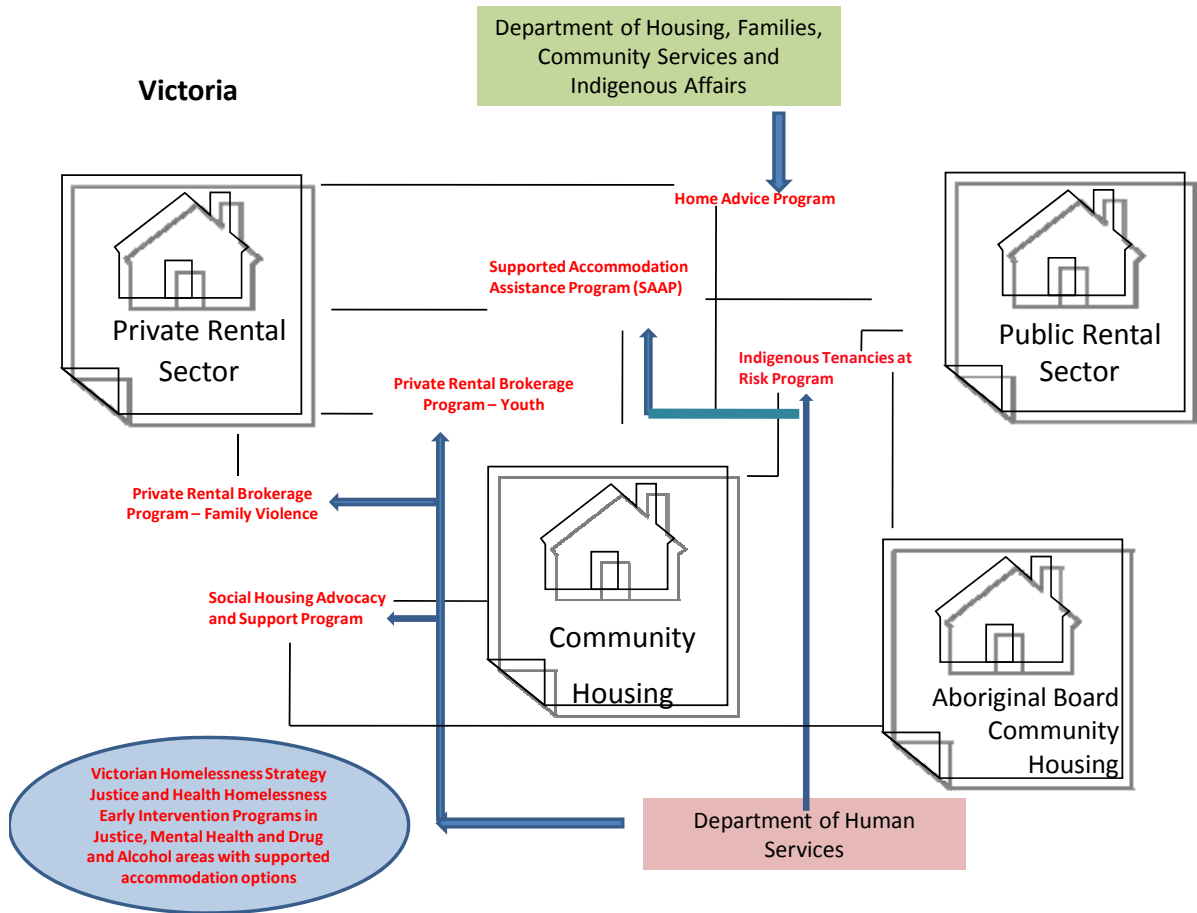 Department of Housing, Families,
Community Services and
Indigenous Affairs
Victoria
Home Advice Program
Supported Accommodation
Assistance Program (SAAP)
Private Rental
Sector
Public Rental
Sector
Indigenous Tenancies at
Risk Program
Private Rental Brokerage
Program – Youth
Private Rental Brokerage
Program – Family Violence
Social Housing Advocacy
and Support Program
Community
Housing
Aboriginal Board
Community
Housing
Victorian Homelessness Strategy
Justice and Health Homelessness
Early Intervention Programs in
Justice, Mental Health and Drug
and Alcohol areas with supported
accommodation options
Department of Human
Services